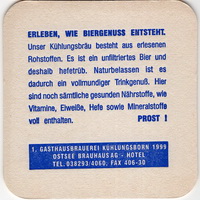 ERLEBEN, WIE BIERGENUSS ENTSTEHT.
Unser Kühlungsbräu besteht aus erlesenen
Rohstoffen. Es ist ein unfiltriertes Bier und
deshalb hefetrüb. Naturbelassen ist es
dadurch ein vollmundiger Trinkgenuß. Hier
sind noch sämtliche gesunden Nährstoffe, wie
Vitamine, Eiweiße, Hefe sowie Mineralstoffe
voll enthalten. PROST !
1. GASTHAUSBRAUEREI KÜHLUNGSBORN 1999
OSTSEE BRAUHAUS AG - HOTEL
TEL. 038293/4060, FAX 406-30